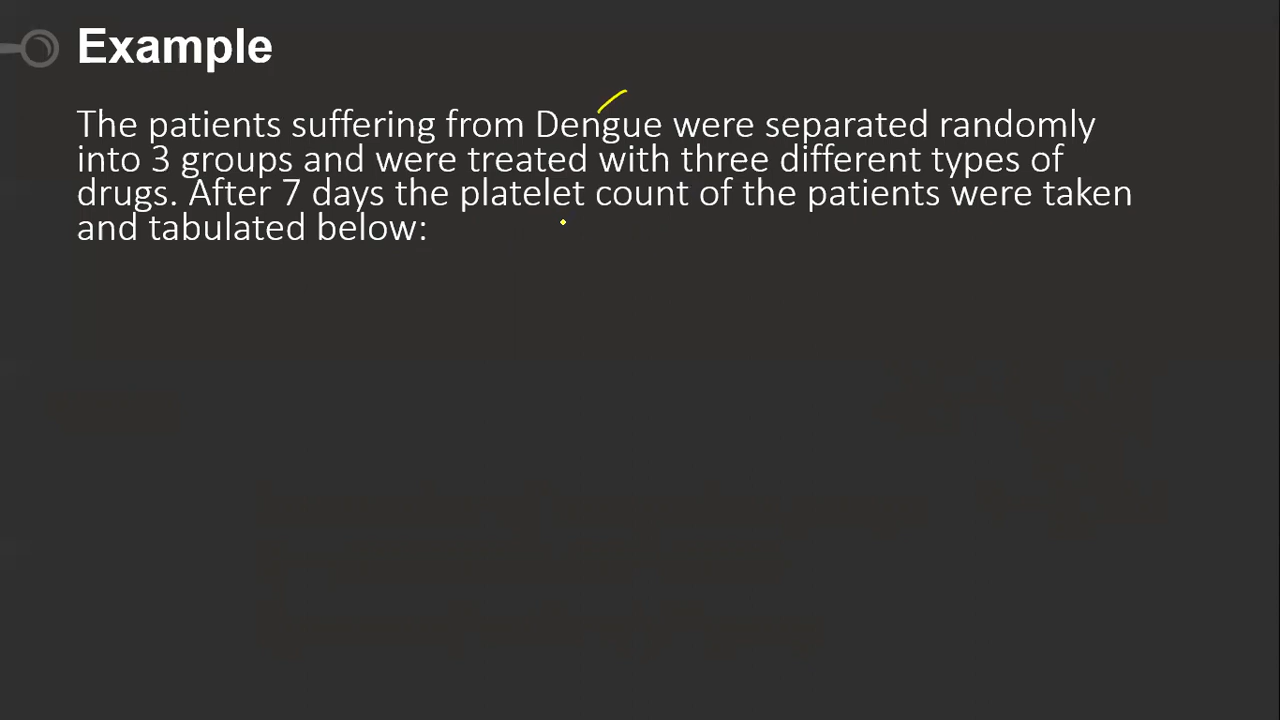 Example
The patients suffering from Dengue were separated randomly
into 3 groups and were treated with three different types of
drugs. After 7 days the platelet count of the patients were taken
and tabulated below: